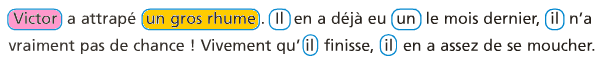 Victor a attrapé un gros rhume. Il en a déjà eu un le mois dernier, il n'a
vraiment pas de chance ! Vivement qu'il finisse, il en a assez de se moucher.